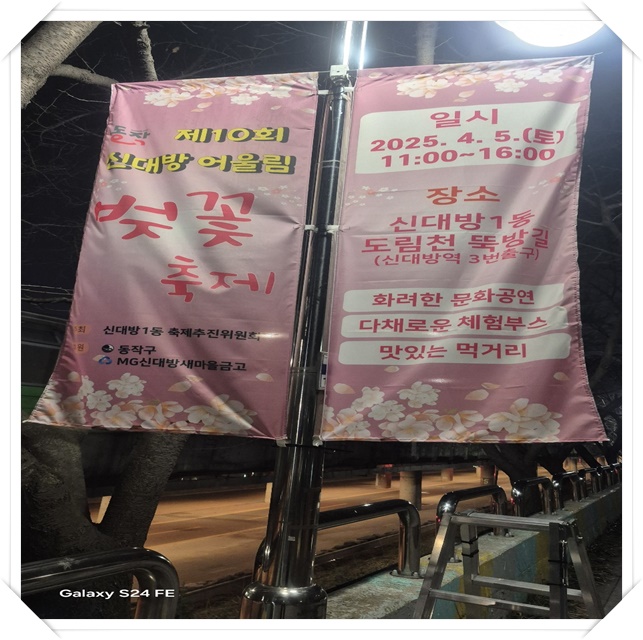 동작
제10회
신대방 어울림
벚꽃
축제
신대방1동 축제추진위원회
동작구
MG신대방새마을금고
일시
2025. 4. 5.(토)
11:00~16:00
장소
신대방1동
도림천 뚝방길
(신대방역 3번출구)
화려한 문화공연
다채로운 체험부스
맛있는 먹거리
Galaxy S24 FE